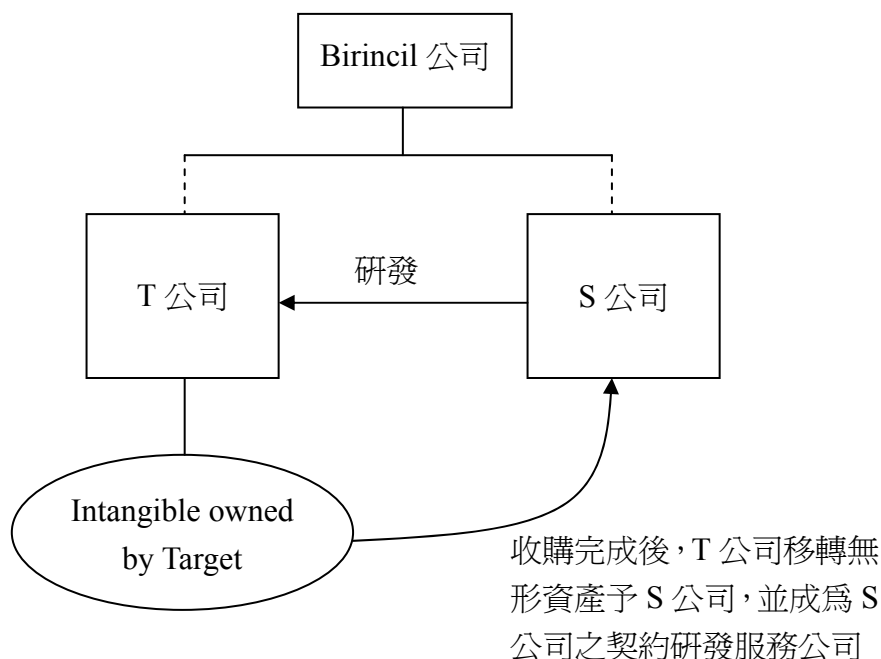 Birincil 公司
T 公司
研發
S 公司
Intangible owned
by Target
收購完成後，T 公司移轉無
形資產予 S 公司，並成為 S
公司之契約研發服務公司